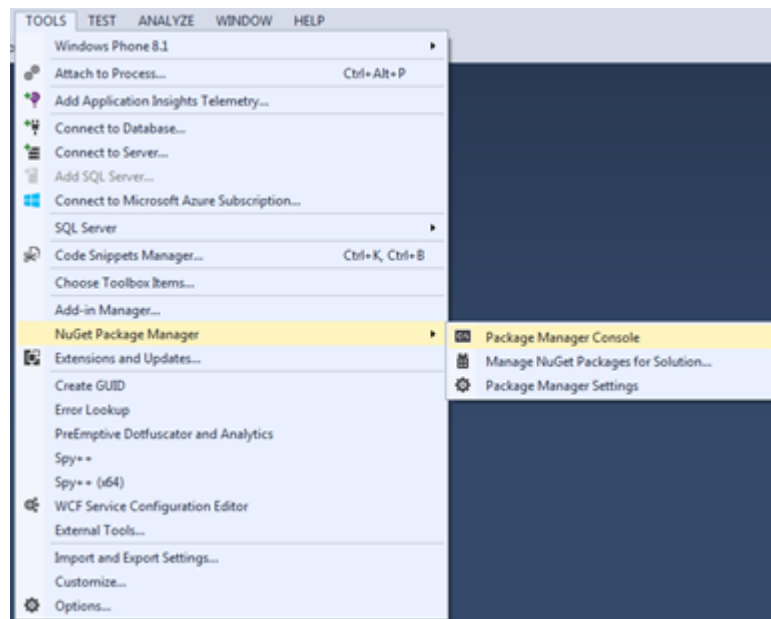 TOOLS TEST ANALYZE WINDOW HELP
Windows Phone 8.1
Attach to Process... Ctrl+Alt+P
Add Application Insights Telemetry...
Connect to Database...
Connect to Server...
Add SQL Server...
Connect to Microsoft Azure Subscription...
SQL Server
Code Snippets Manager... Ctrl+K, Ctrl+B
Choose Toolbox Items...
Add-in Manager...
NuGet Package Manager
Package Manager Console
Extensions and Updates...
Manage NuGet Packages for Solution...
Create GUID
Package Manager Settings
Error Lookup
PreEmptive Dotfuscator and Analytics
Spy++
Spy++ (x64)
WCF Service Configuration Editor
External Tools...
Import and Export Settings...
Customize...
Options...